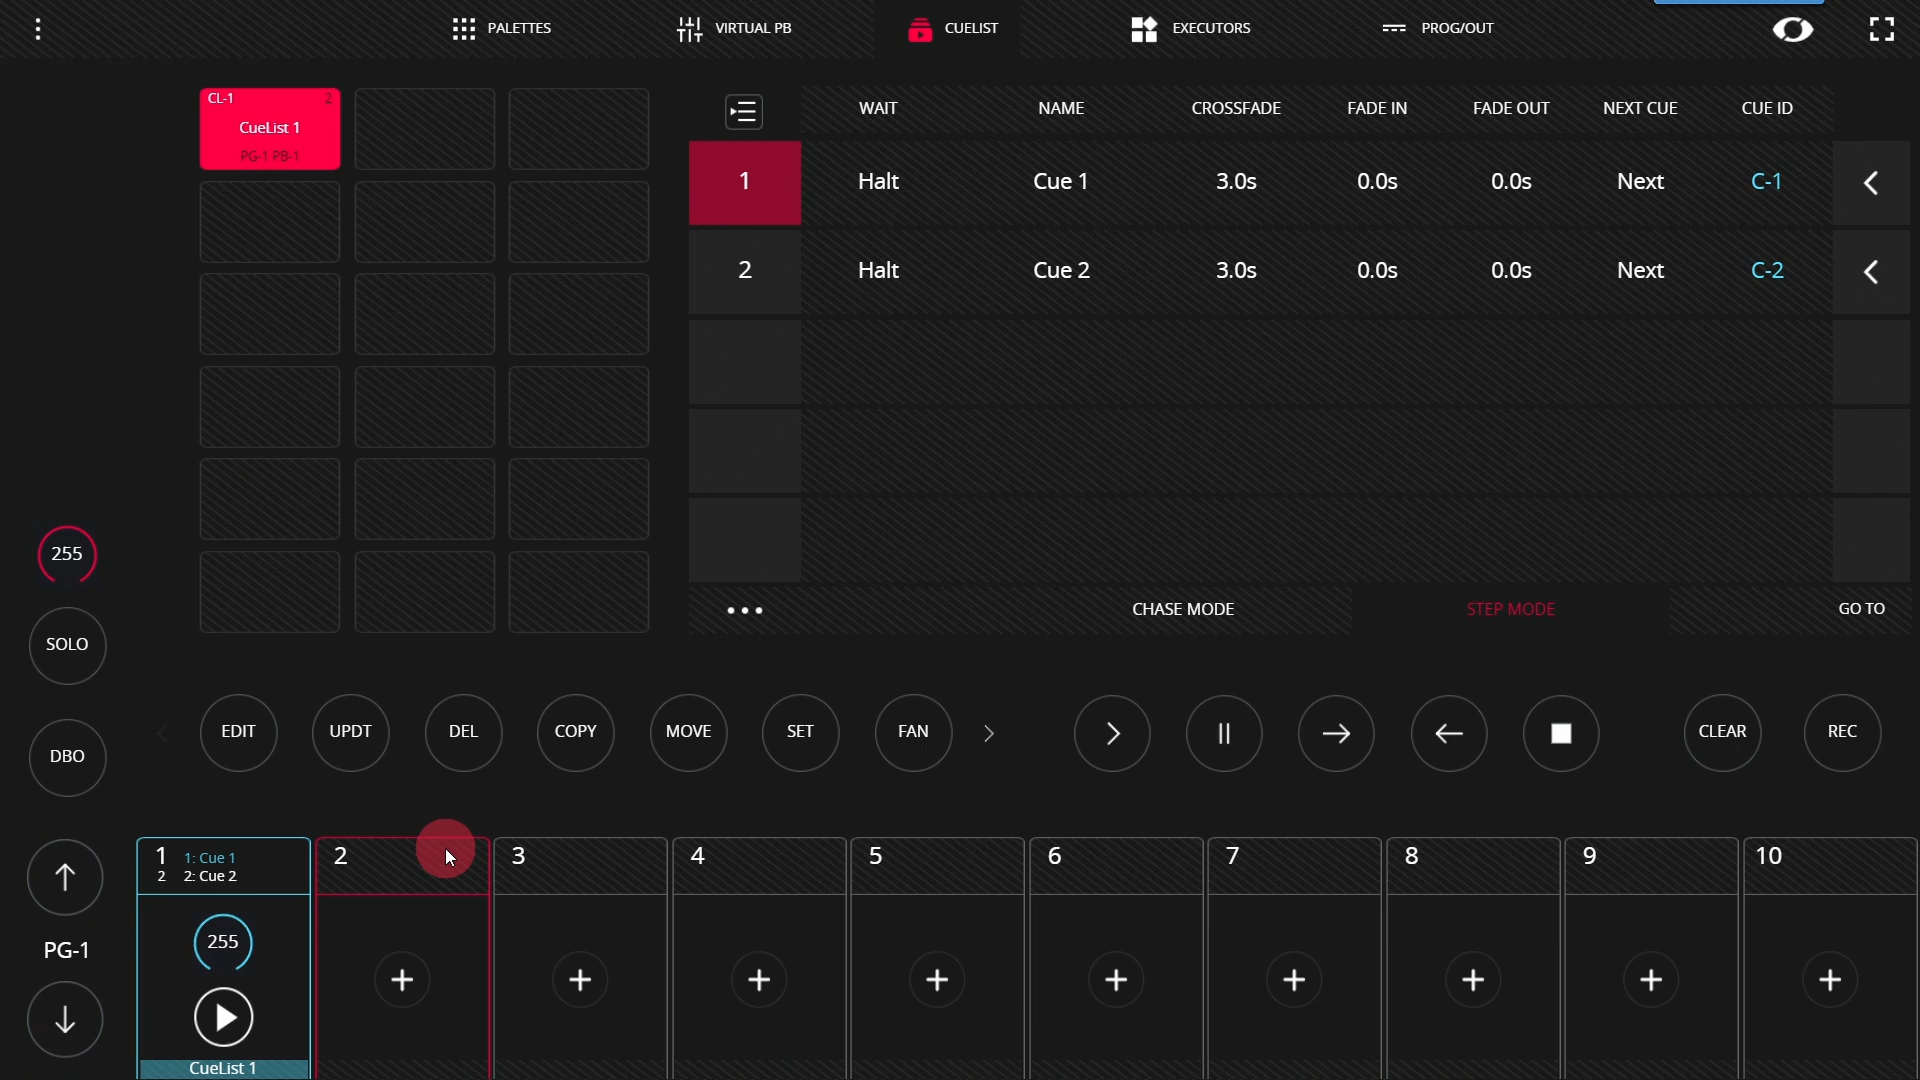 PALETTES
VIRTUAL PB
CUELIST
EXECUTORS
PROG/OUT
CL-1 2
CueList 1
PG-1 PB-1
WAIT NAME CROSSFADE FADE IN FADE OUT NEXT CUE CUE ID
1 Halt Cue 1 3.0s 0.0s 0.0s Next C-1
2 Halt Cue 2 3.0s 0.0s 0.0s Next C-2
CHASE MODE STEP MODE GO TO
255
SOLO
DBO
EDIT UPDT DEL COPY MOVE SET FAN CLEAR REC
PG-1
1 1: Cue 1
2 2: Cue 2
255
CueList 1
2 3 4 5 6 7 8 9 10